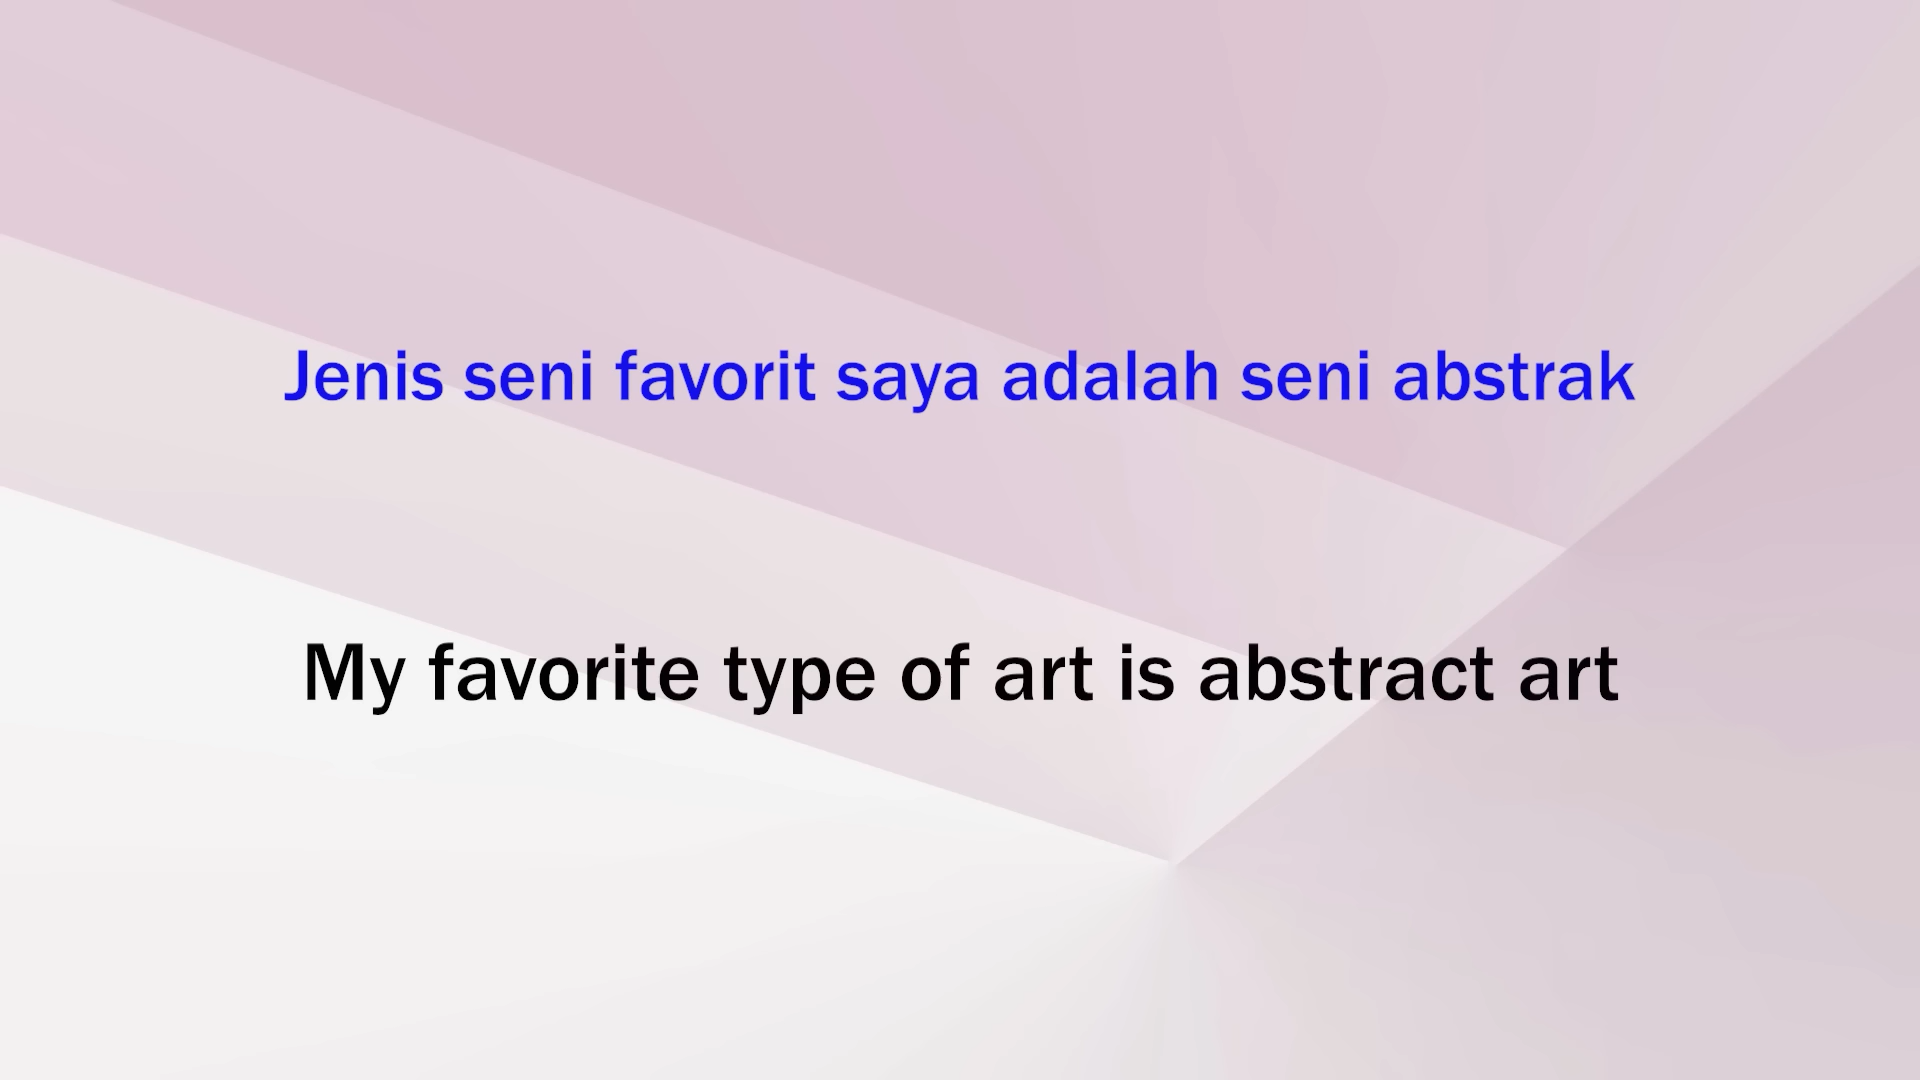 Jenis seni favorit saya adalah seni abstrak
My favorite type of art is abstract art